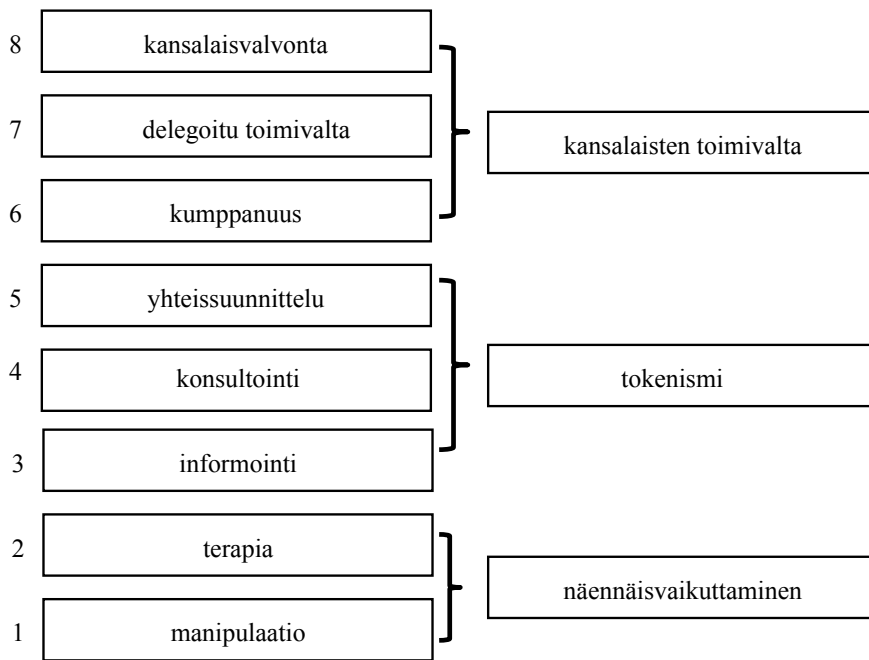 8 kansalaisvalvonta
7 delegoitu toimivalta
kansalaisten toimivalta
6 kumppanuus
5 yhteissuunnittelu
4 konsultointi
tokenismi
3 informointi
2 terapia
näennäisvaikuttaminen
1 manipulaatio